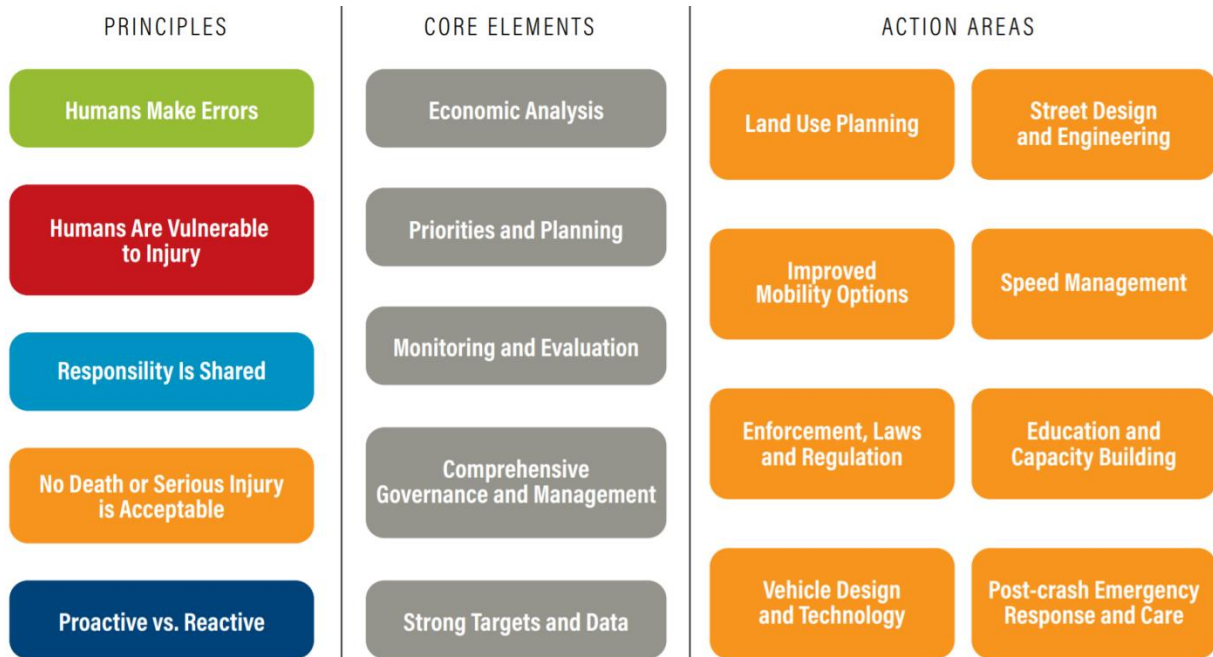 PRINCIPLES
Humans Make Errors
Humans Are Vulnerable
to Injury
Responsility Is Shared
No Death or Serious Injury
is Acceptable
Proactive vs. Reactive
CORE ELEMENTS
Economic Analysis
Priorities and Planning
Monitoring and Evaluation
Comprehensive
Governance and Management
Strong Targets and Data
ACTION AREAS
Land Use Planning
Street Design
and Engineering
Improved
Mobility Options
Speed Management
Enforcement, Laws
and Regulation
Education and
Capacity Building
Vehicle Design
and Technology
Post-crash Emergency
Response and Care